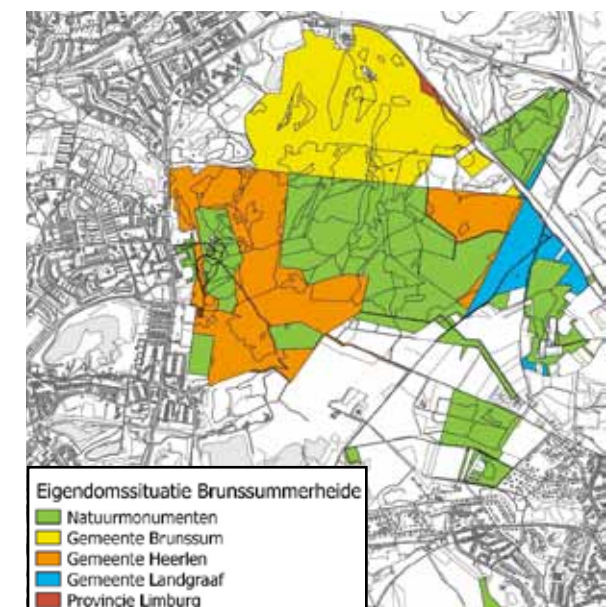 Eigendomssituatie Brunssummerheide
Natuurmonumenten
Gemeente Brunssum
Gemeente Heerlen
Gemeente Landgraaf
Provincie Limburg